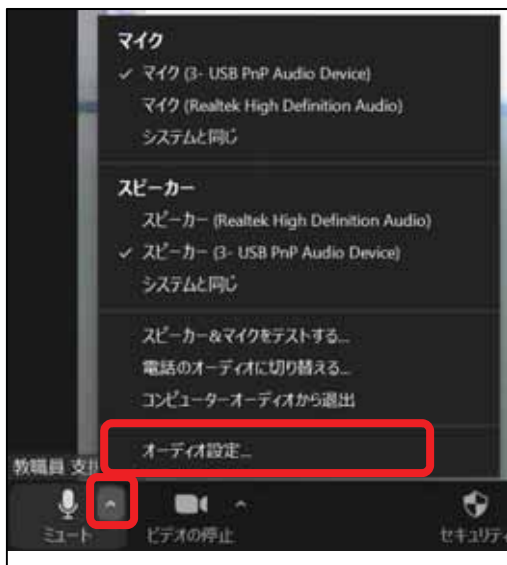 マイク
マイク (3- USB PnP Audio Device)
マイク (Realtek High Definition Audio)
システムと同じ
スピーカー
スピーカー (Realtek High Definition Audio)
スピーカー (3- USB PnP Audio Device)
システムと同じ
スピーカー&マイクをテストする...
電話のオーディオに切り替える...
コンピューターオーディオから退出
オーディオ設定...
教職員 支援
ミュート
ビデオの停止
セキュリティ